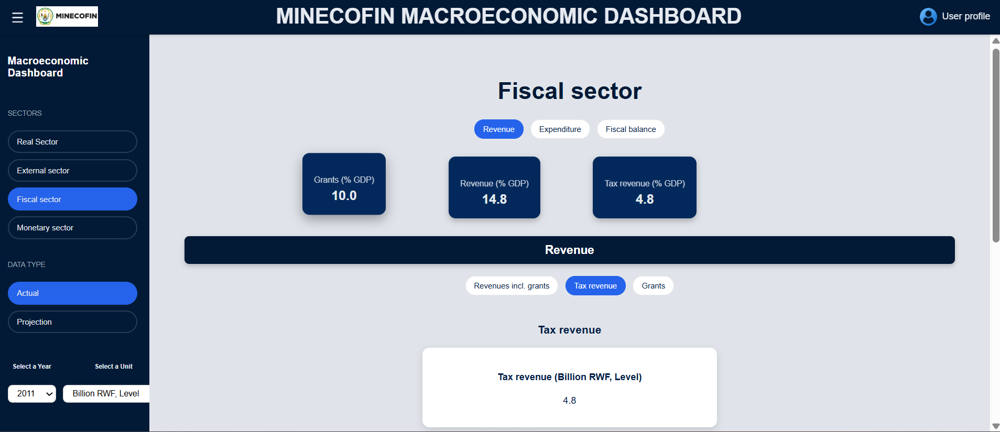 MINECOFIN
MINECOFIN MACROECONOMIC DASHBOARD
User profile
Macroeconomic
Dashboard
SECTORS
Real Sector
External sector
Fiscal sector
Monetary sector
DATA TYPE
Actual
Projection
Select a Year
Select a Unit
2011
Billion RWF, Level
Fiscal sector
Revenue
Expenditure
Fiscal balance
Grants (% GDP)
10.0
Revenue (% GDP)
14.8
Tax revenue (% GDP)
4.8
Revenue
Revenues incl. grants
Tax revenue
Grants
Tax revenue
Tax revenue (Billion RWF, Level)
4.8